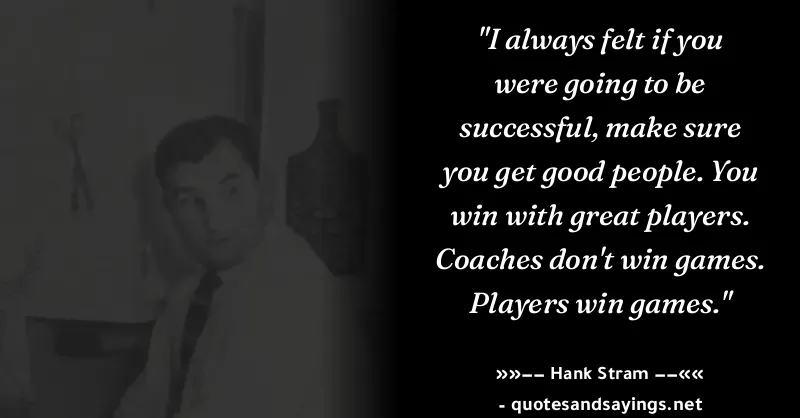 "I always felt if you
were going to be
successful, make sure
you get good people. You
win with great players.
Coaches don't win games.
Players win games."
»»–– Hank Stram ––««
- quotesandsayings.net